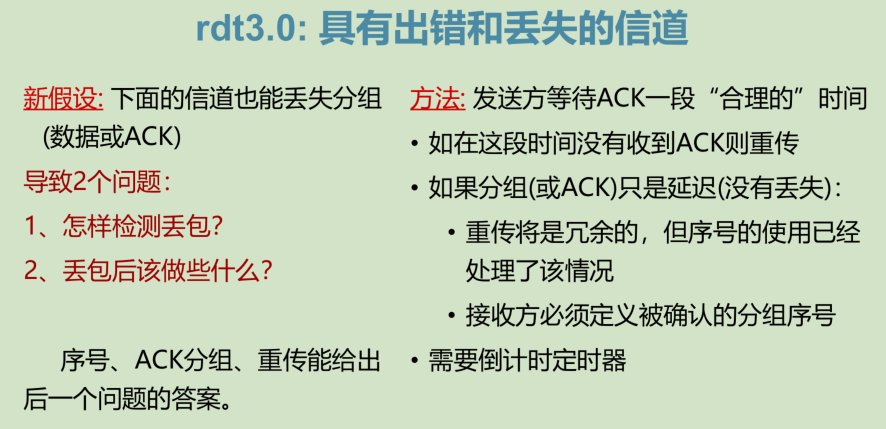 rdt3.0: 具有出错和丢失的信道
新假设: 下面的信道也能丢失分组
(数据或ACK)
导致2个问题：
1、怎样检测丢包？
2、丢包后该做些什么？
序号、ACK分组、重传能给出
后一个问题的答案。
方法: 发送方等待ACK一段“合理的”时间
• 如在这段时间没有收到ACK则重传
• 如果分组(或ACK)只是延迟(没有丢失)：
• 重传将是冗余的，但序号的使用已经
处理了该情况
• 接收方必须定义被确认的分组序号
• 需要倒计时定时器